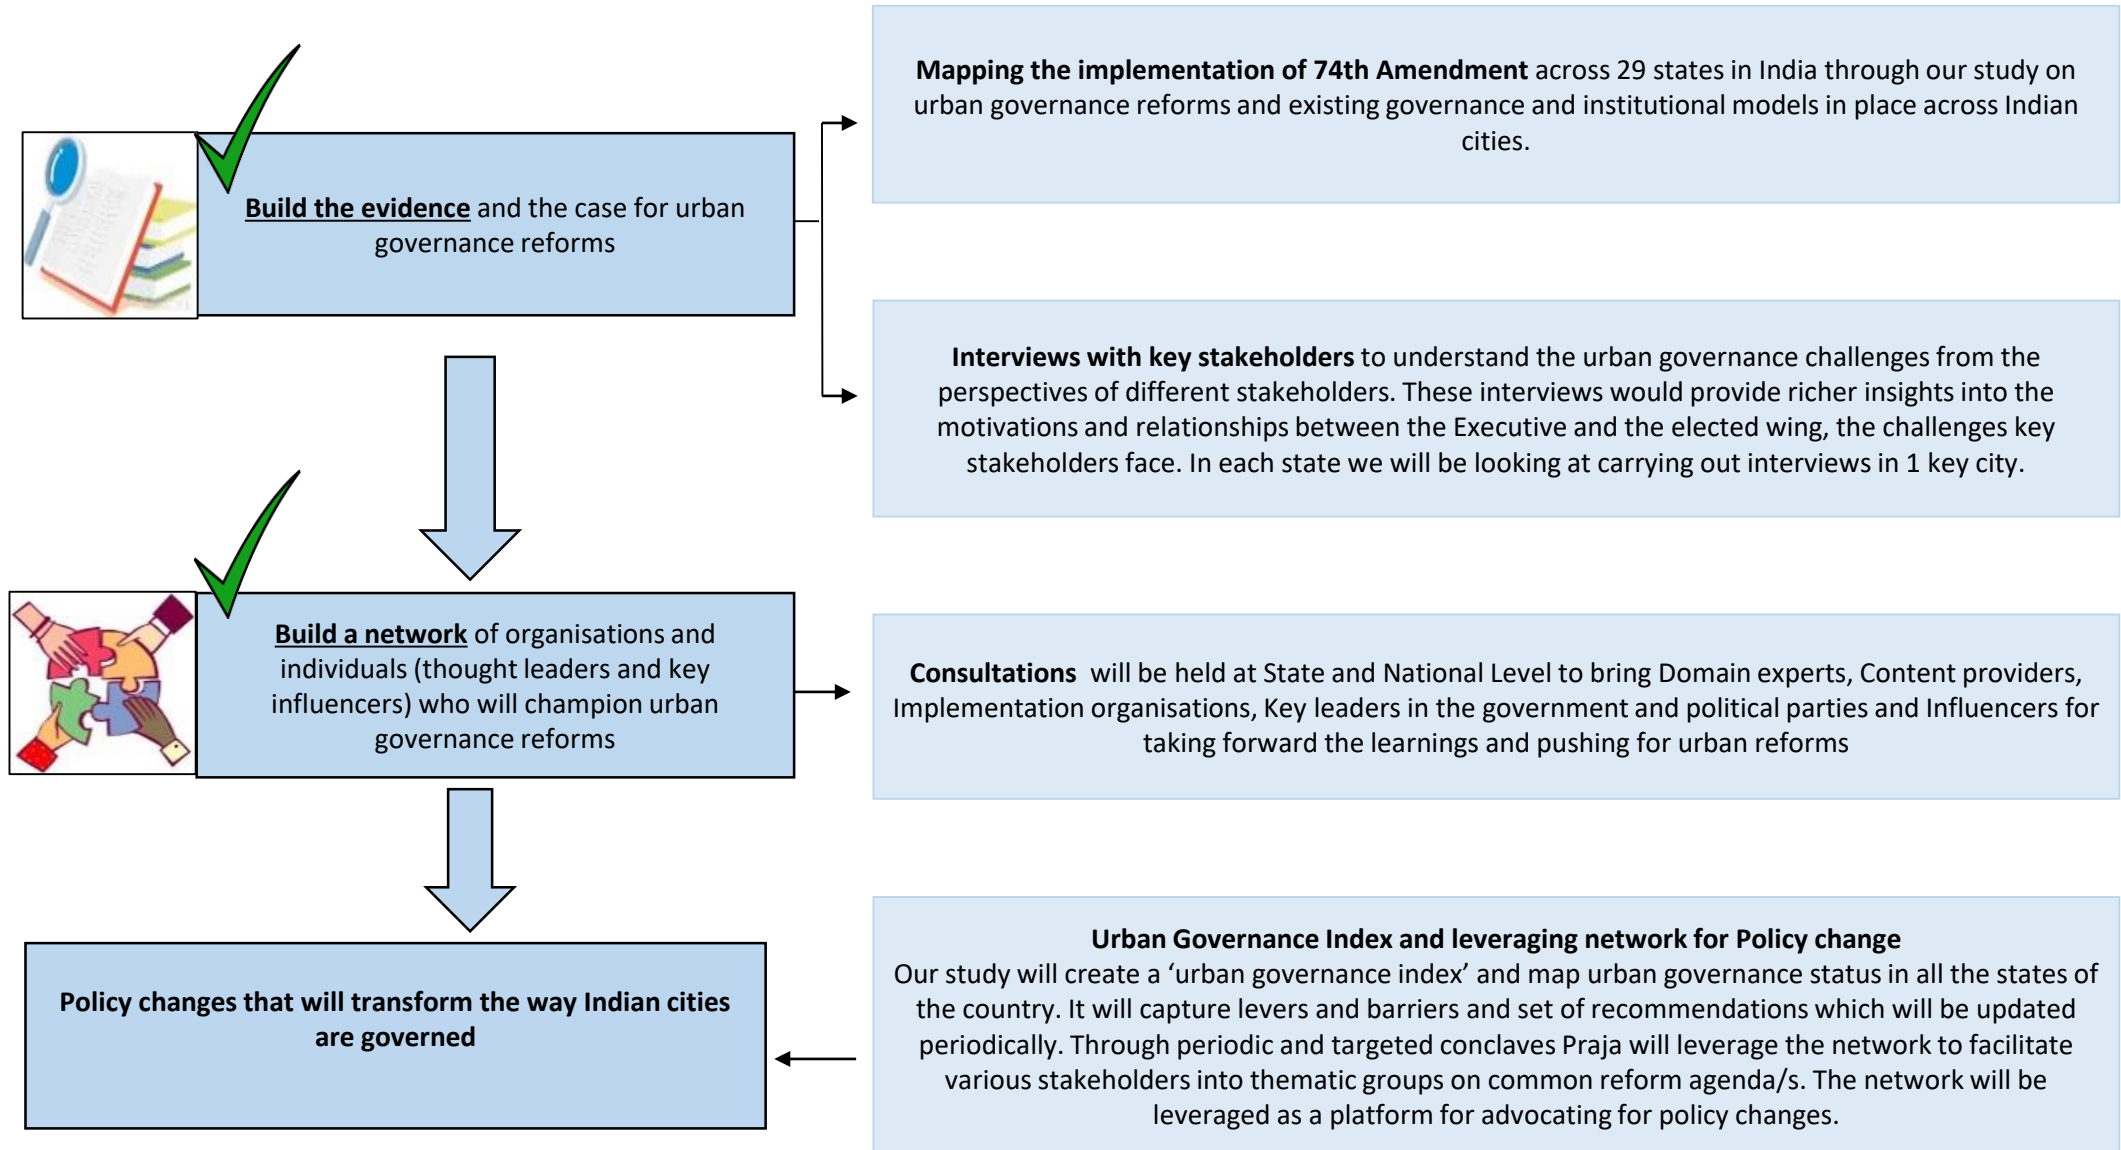 Build the evidence and the case for urban
governance reforms
Mapping the implementation of 74th Amendment across 29 states in India through our study on
urban governance reforms and existing governance and institutional models in place across Indian
cities.
Interviews with key stakeholders to understand the urban governance challenges from the
perspectives of different stakeholders. These interviews would provide richer insights into the
motivations and relationships between the Executive and the elected wing, the challenges key
stakeholders face. In each state we will be looking at carrying out interviews in 1 key city.
Build a network of organisations and
individuals (thought leaders and key
influencers) who will champion urban
governance reforms
Consultations will be held at State and National Level to bring Domain experts, Content providers,
Implementation organisations, Key leaders in the government and political parties and Influencers for
taking forward the learnings and pushing for urban reforms
Policy changes that will transform the way Indian cities
are governed
Urban Governance Index and leveraging network for Policy change
Our study will create a ‘urban governance index’ and map urban governance status in all the states of
the country. It will capture levers and barriers and set of recommendations which will be updated
periodically. Through periodic and targeted conclaves Praja will leverage the network to facilitate
various stakeholders into thematic groups on common reform agenda/s. The network will be
leveraged as a platform for advocating for policy changes.